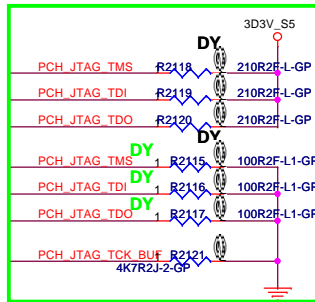 3D3V_S5
DY
PCH_JTAG_TMS R2118 210R2F-L-GP
PCH_JTAG_TDI R2119 210R2F-L-GP
PCH_JTAG_TDO R2120 210R2F-L-GP
DY
PCH_JTAG_TMS DY 1 R2115 100R2F-L1-GP
PCH_JTAG_TDI DY 1 R2116 100R2F-L1-GP
PCH_JTAG_TDO DY 1 R2117 100R2F-L1-GP
PCH_JTAG_TCK_BUF 1 R2121
4K7R2J-2-GP